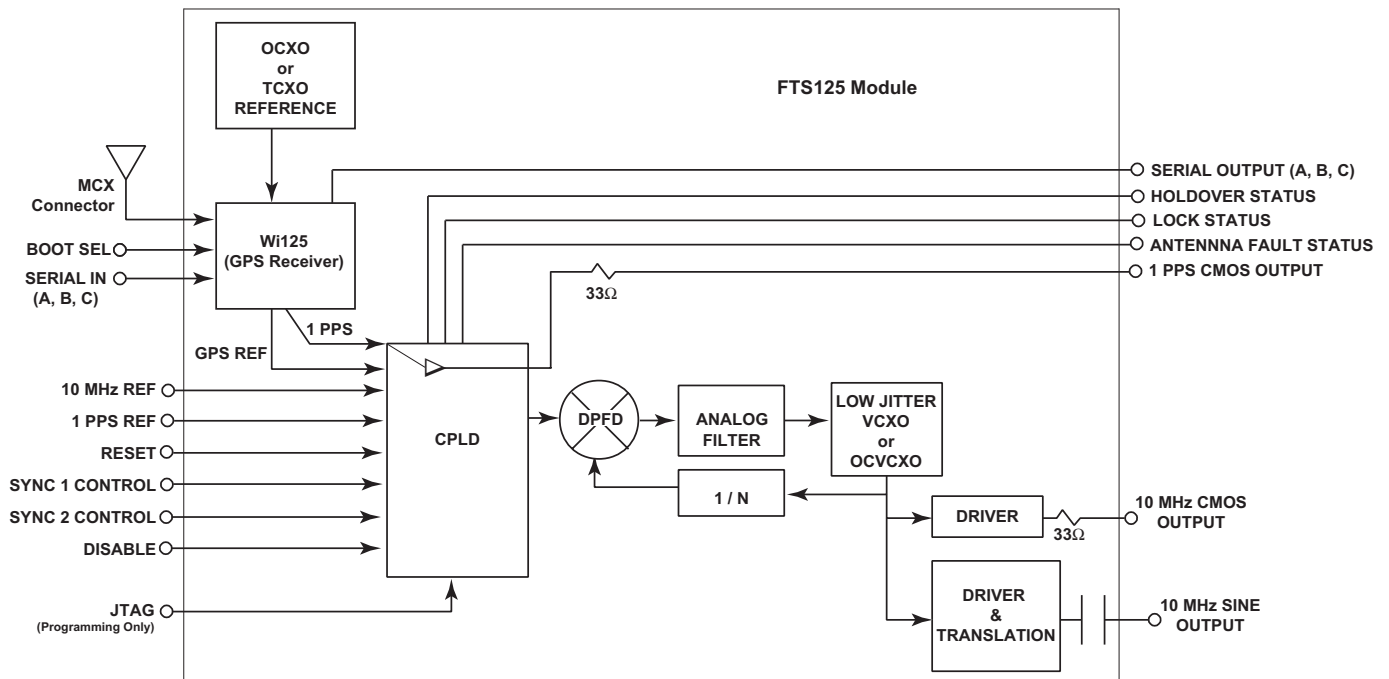 OCXO
or
TCXO
REFERENCE
FTS125 Module
MCX
Connector
BOOT SEL
SERIAL IN
(A, B, C)
Wi125
(GPS Receiver)
SERIAL OUTPUT (A, B, C)
HOLDOVER STATUS
LOCK STATUS
ANTENNNA FAULT STATUS
1 PPS CMOS OUTPUT
33Ω
1 PPS
GPS REF
10 MHz REF
1 PPS REF
RESET
SYNC 1 CONTROL
SYNC 2 CONTROL
DISABLE
JTAG
(Programming Only)
CPLD
DPFD
ANALOG
FILTER
LOW JITTER
VCXO
or
OCVCXO
1 / N
DRIVER
33Ω
10 MHz CMOS
OUTPUT
DRIVER
&
TRANSLATION
10 MHz SINE
OUTPUT